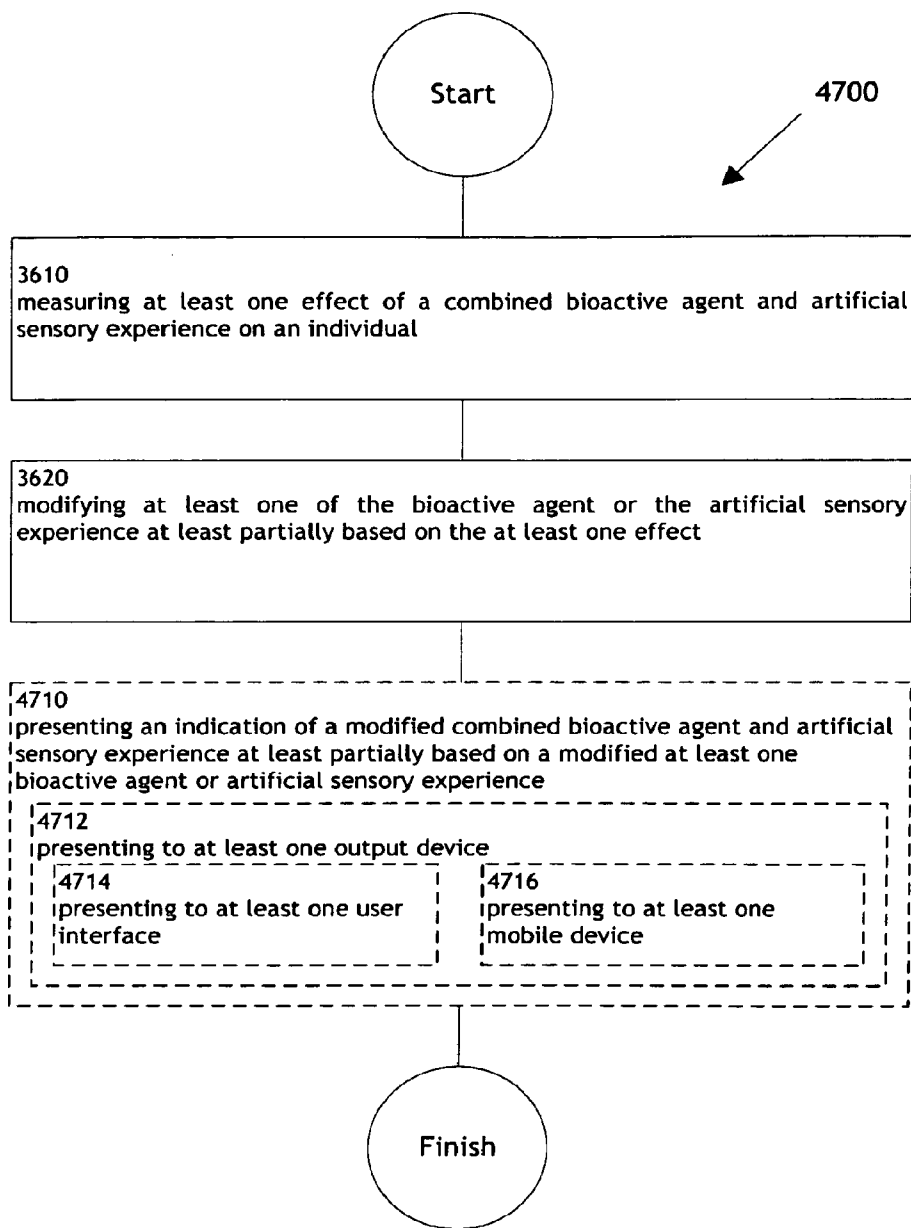 Start
4700
3610
measuring at least one effect of a combined bioactive agent and artificial
sensory experience on an individual
3620
modifying at least one of the bioactive agent or the artificial sensory
experience at least partially based on the at least one effect
4710
presenting an indication of a modified combined bioactive agent and artificial
sensory experience at least partially based on a modified at least one
bioactive agent or artificial sensory experience
4712
presenting to at least one output device
4714
presenting to at least one user
interface
4716
presenting to at least one
mobile device
Finish